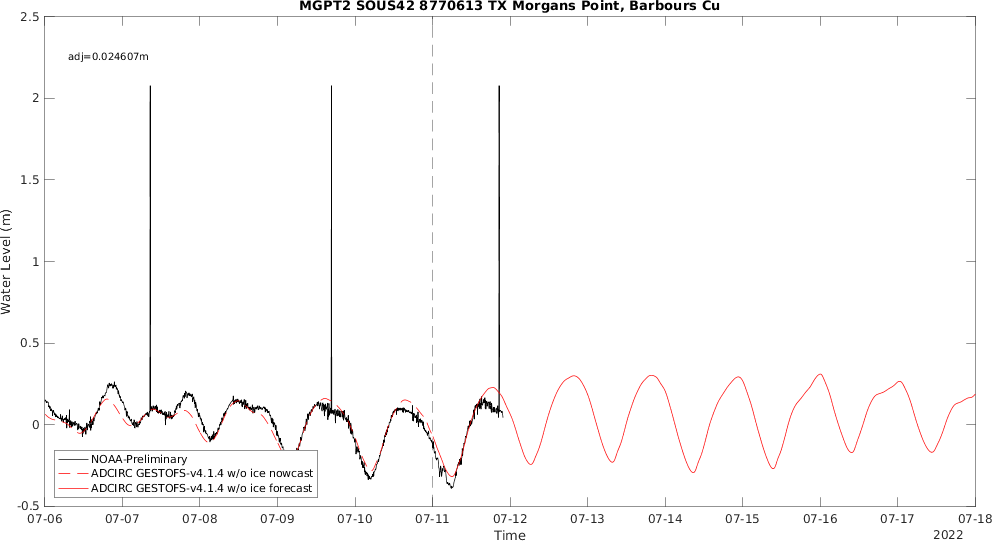 MGPT2 SOUS42 8770613 TX Morgans Point, Barbours Cu
adj=0.024607m
2.5
2
1.5
1
0.5
0
-0.5
Water Level (m)
NOAA-Preliminary
ADCIRC GESTOFS-v4.1.4 w/o ice nowcast
ADCIRC GESTOFS-v4.1.4 w/o ice forecast
07-06 07-07 07-08 07-09 07-10 07-11 07-12 07-13 07-14 07-15 07-16 07-17 07-18
Time
2022